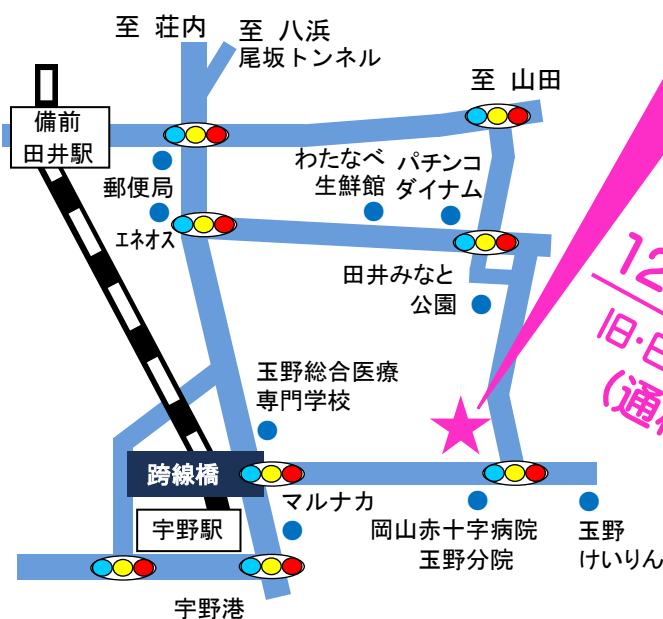 至 荘内
至 八浜
尾坂トンネル
至 山田
備前
田井駅
わたなべ
生鮮館
パチンコ
ダイナム
郵便局
エネオス
田井みなと
公園
12
旧・
(通
玉野総合医療
専門学校
跨線橋
マルナカ
宇野駅
岡山赤十字病院
玉野分院
玉野
けいりん
宇野港